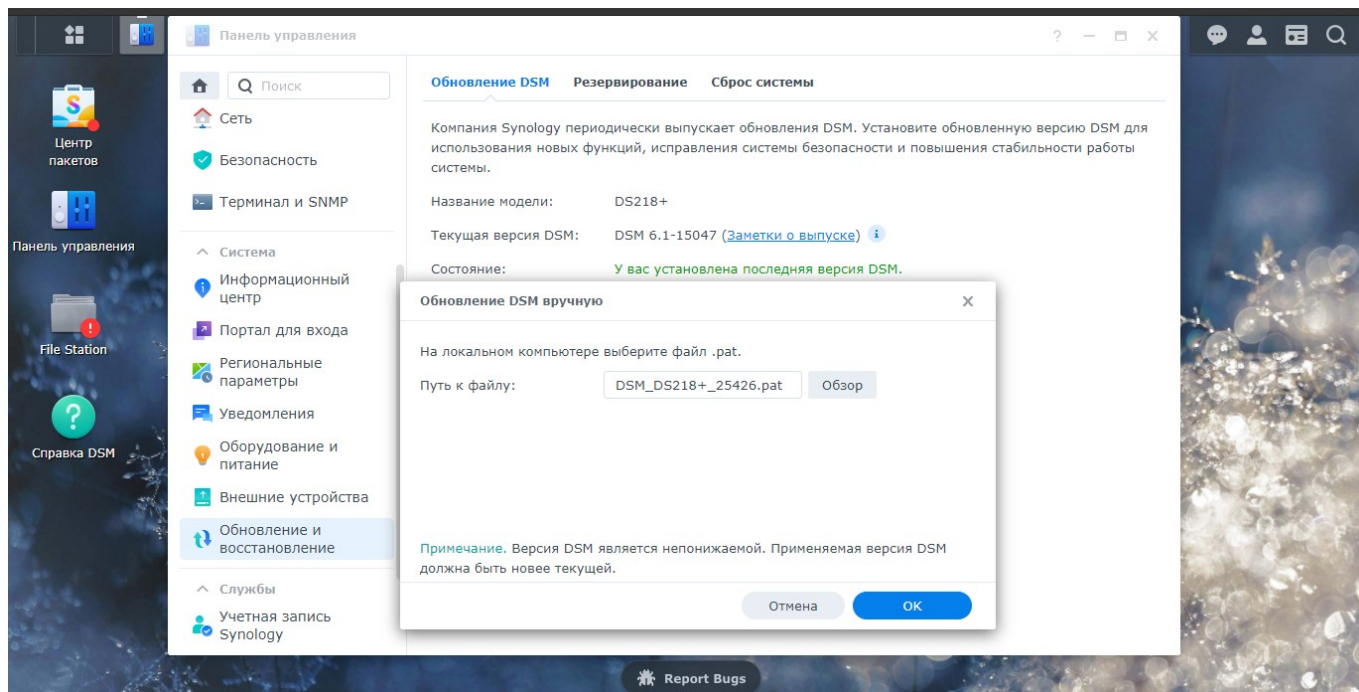 Панель управления
Центр
пакетов
Панель управления
File Station
Справка DSM
Поиск
Сеть
Безопасность
Терминал и SNMP
Система
Информационный
центр
Портал для входа
Региональные
параметры
Уведомления
Оборудование и
питание
Внешние устройства
Обновление и
восстановление
Службы
Учетная запись
Synology
Обновление DSM Резервирование Сброс системы
Компания Synology периодически выпускает обновления DSM. Установите обновленную версию DSM для
использования новых функций, исправления системы безопасности и повышения стабильности работы
системы.
Название модели: DS218+
Текущая версия DSM: DSM 6.1-15047 (Заметки о выпуске)
Состояние: У вас установлена последняя версия DSM.
Обновление DSM вручную
На локальном компьютере выберите файл .pat.
Путь к файлу: DSM_DS218+_25426.pat Обзор
Примечание. Версия DSM является непонижаемой. Применяемая версия DSM
должна быть новее текущей.
Отмена OK
Report Bugs